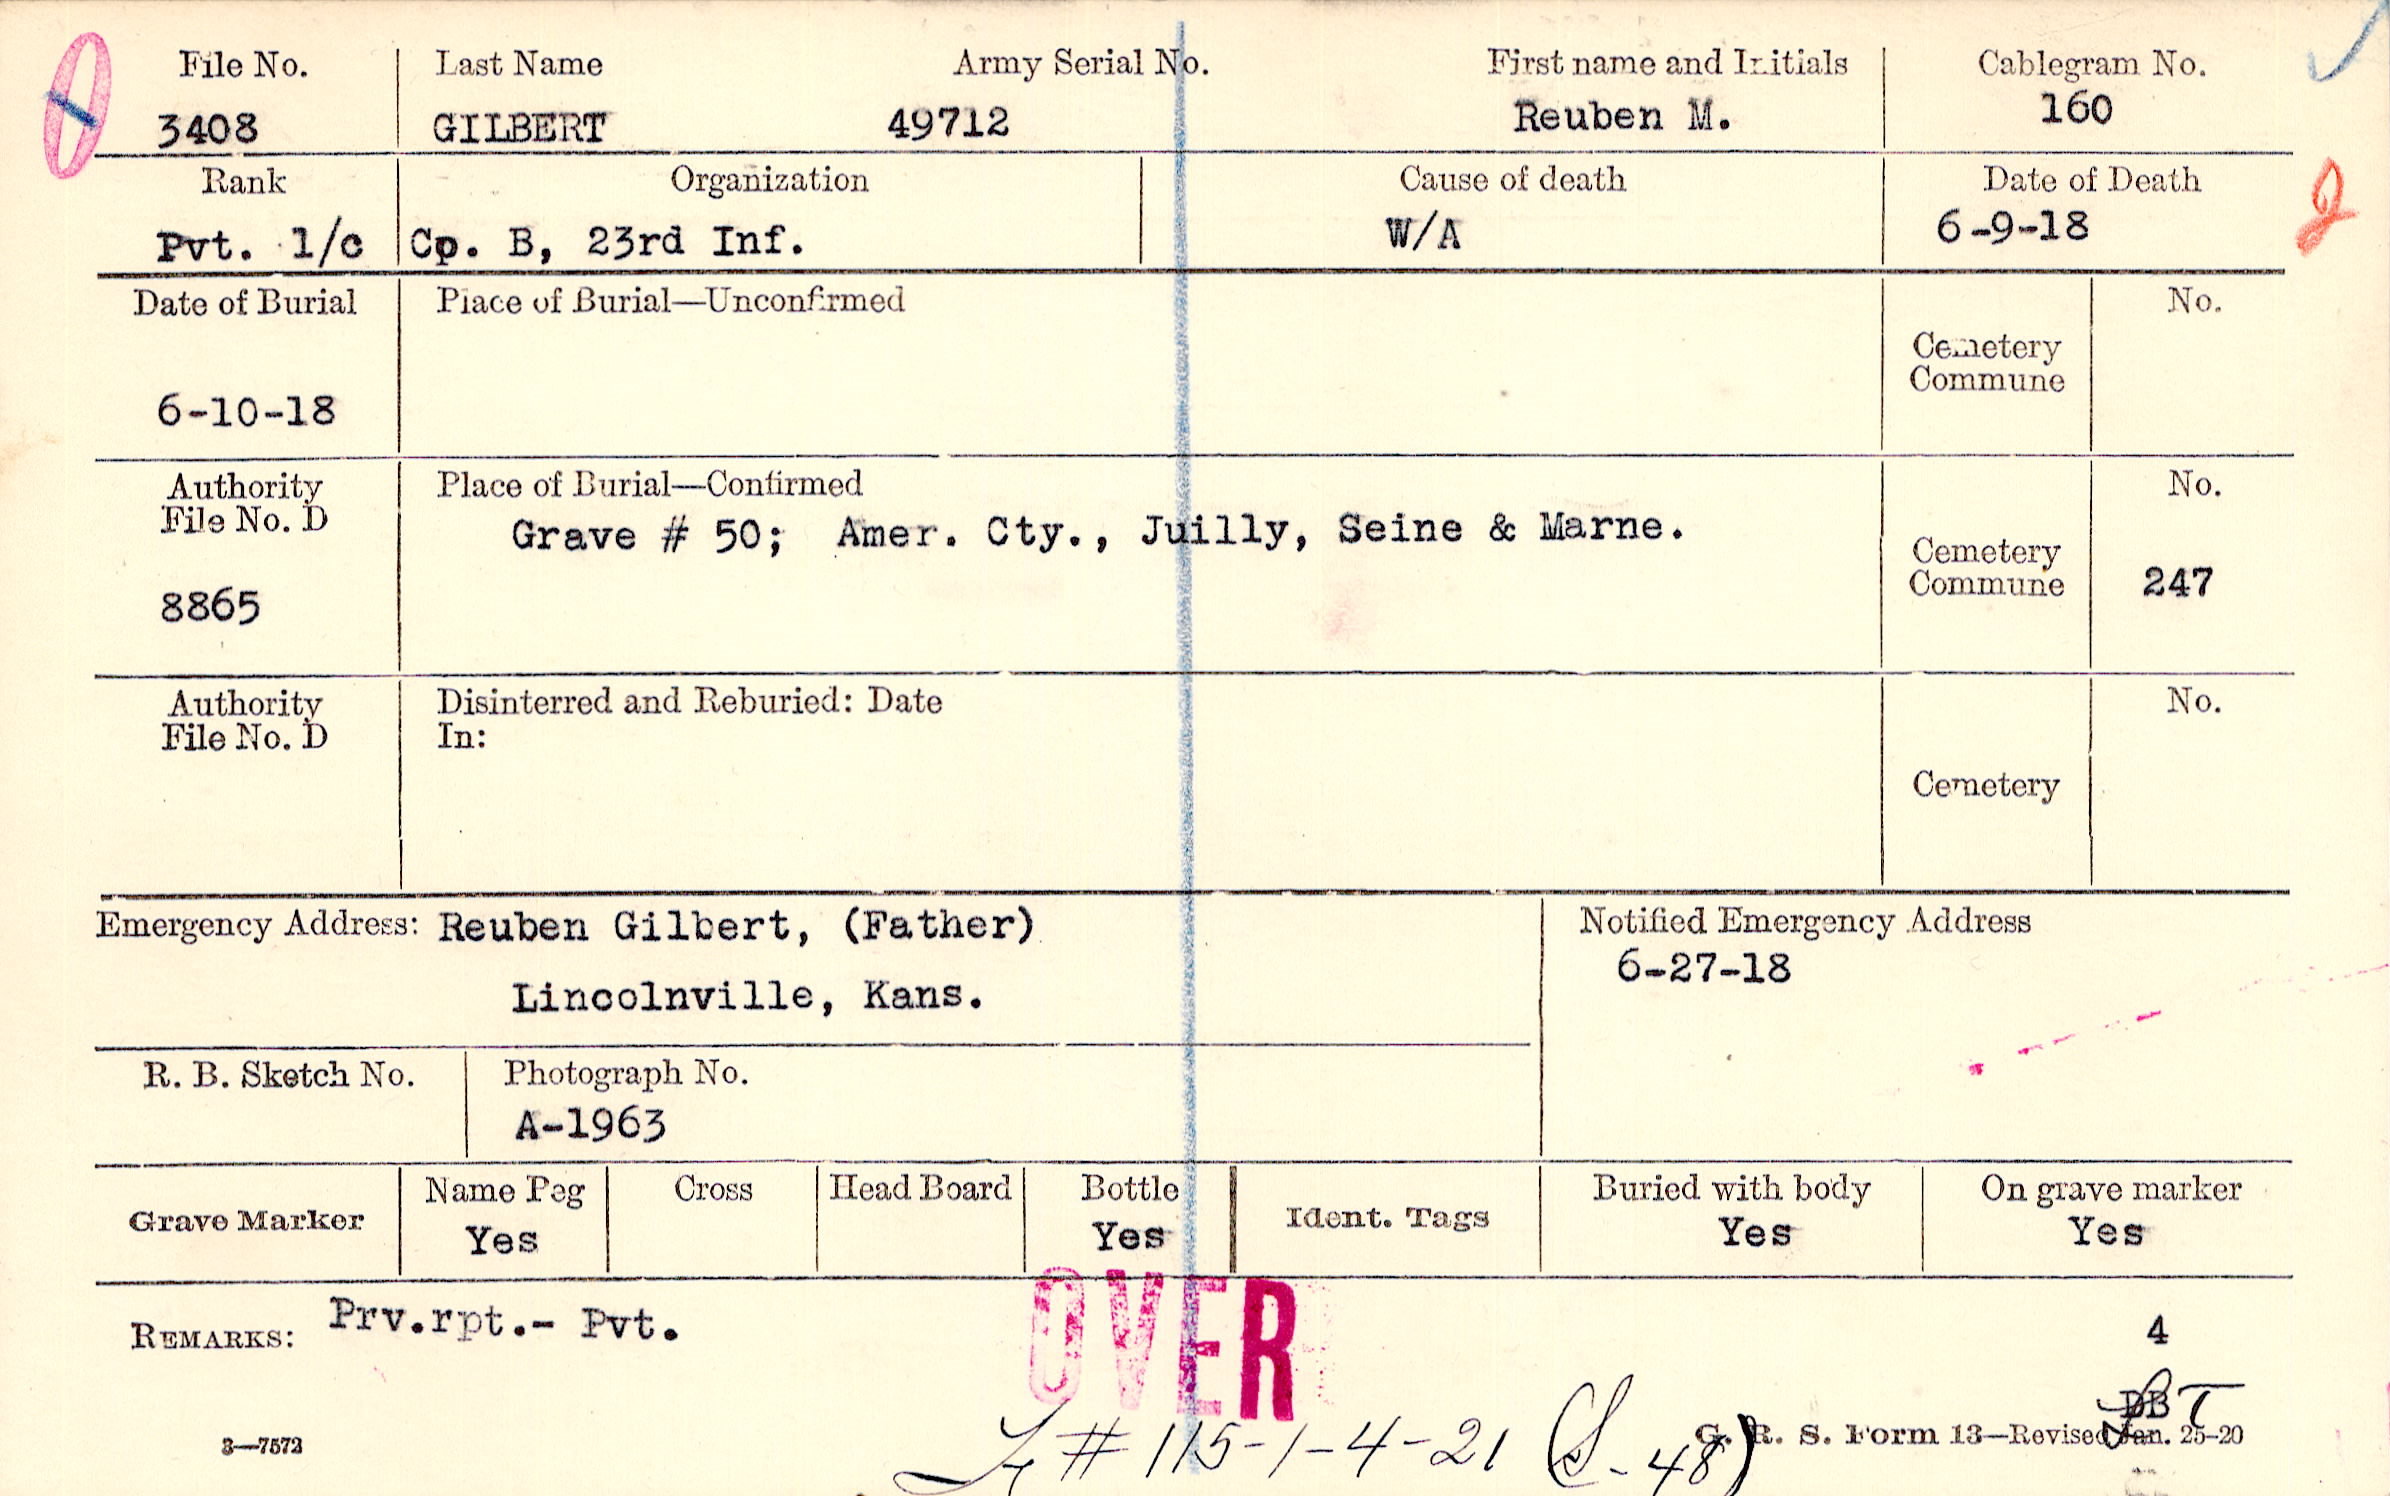 File No. Last Name Army Serial No. First name and Initials Cablegram No.
3408 GILBERT 49712 Reuben M. 160
Rank Organization Cause of death Date of Death
Pvt. 1/c Co. B, 23rd Inf. W/A 6-9-18
Date of Burial Place of Burial—Unconfirmed No.
Cemetery
Commune
6-10-18
Authority Place of Burial—Confirmed No.
File No. D Grave # 50; Amer. Cty., Juilly, Seine & Marne.
Cemetery
Commune 247
8865
Authority Disinterred and Reburied: Date No.
File No. D In:
Cemetery
Emergency Address: Reuben Gilbert, (Father) Notified Emergency Address
6-27-18
Lincolnville, Kans.
R. B. Sketch No. Photograph No.
A-1963
Grave Marker Name Peg Cross Head Board Bottle Ident. Tags Buried with body On grave marker
Yes Yes Yes Yes
REMARKS: Prv.rpt.- Pvt. 4
OVER
# 115-1-4-21 (S-48)
3—7572 G. R. S. Form 13—Revised Jan. 25-20